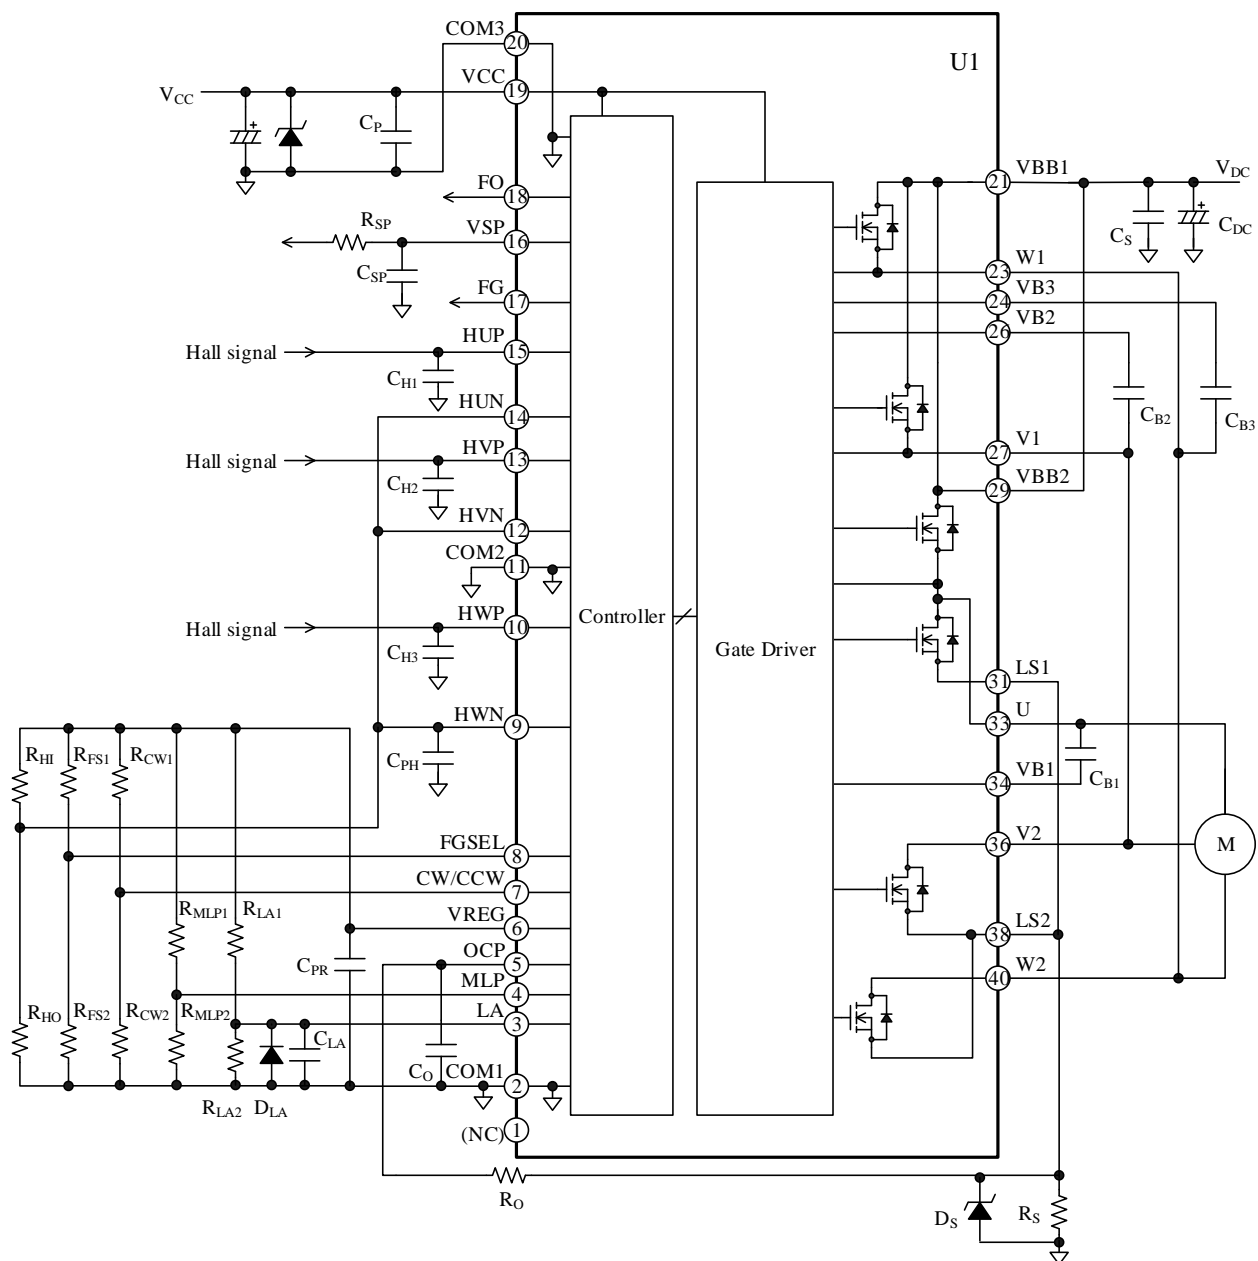 COM3
20
U1
VCC
19
VCC
CP
FO
18
VBB1
21
VDC
RSP
VSP
16
CS
CDC
CSP
W1
23
FG
17
VB3
24
VB2
26
HUP
15
Hall signal
CH1
HUN
14
CB2
CB3
V1
27
HVP
13
Hall signal
VBB2
29
CH2
HVN
12
COM2
11
HWP
10
Hall signal
Controller
Gate Driver
CH3
LS1
31
U
33
HWN
9
RHI
RFS1
RCW1
CPH
VB1
34
CB1
FGSEL
8
V2
36
M
CW/CCW
7
RMLP1
RLA1
VREG
6
LS2
38
OCP
5
CPR
W2
40
MLP
4
RHO
RFS2
RCW2
RMLP2
LA
3
CLA
CO
COM1
2
RLA2
DLA
(NC)
1
RO
DS
RS